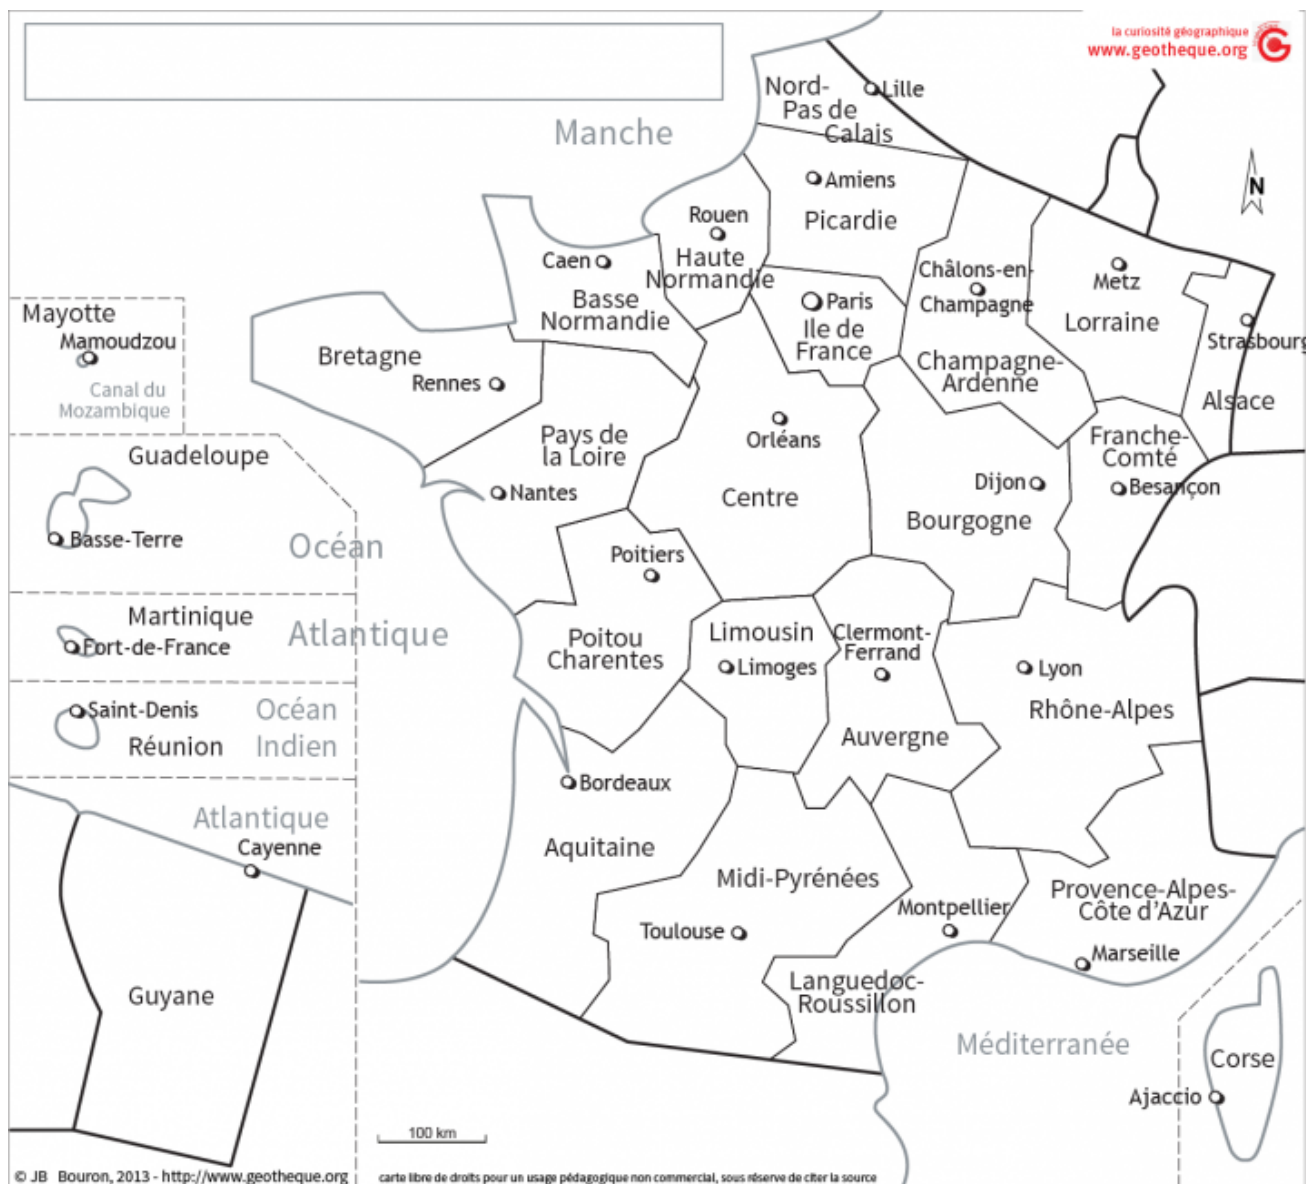 la curiosité géographique
www.geotheque.org
Nord-
Pas de
Calais
Lille
Manche
Amiens
Picardie
N
Rouen
Haute
Normandie
Caen
Basse
Normandie
Châlons-en-
Champagne
Metz
Lorraine
Paris
Ile de
France
Strasbourg
Champagne-
Ardenne
Alsace
Mayotte
Mamoudzou
Canal du
Mozambique
Bretagne
Rennes
Orléans
Centre
Pays de
la Loire
Nantes
Franche-
Comté
Besançon
Dijon
Bourgogne
Guadeloupe
Basse-Terre
Océan
Atlantique
Poitiers
Poitou
Charentes
Limousin
Limoges
Clermont-
Ferrand
Auvergne
Lyon
Rhône-Alpes
Martinique
Fort-de-France
Saint-Denis
Réunion
Océan
Indien
Atlantique
Cayenne
Guyane
Bordeaux
Aquitaine
Midi-Pyrénées
Toulouse
Montpellier
Languedoc-
Roussillon
Provence-Alpes-
Côte d'Azur
Marseille
Méditerranée
Corse
Ajaccio
100 km
© JB Bouron, 2013 - http://www.geotheque.org
carte libre de droits pour un usage pédagogique non commercial, sous réserve de citer la source